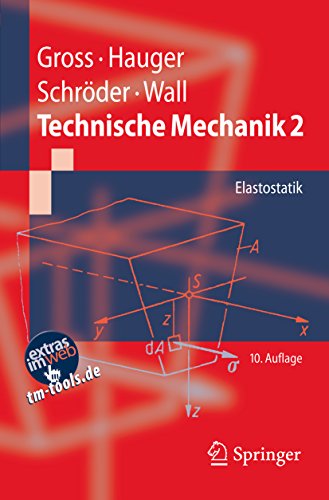 Gross · Hauger
Schröder · Wall
Technische Mechanik 2
Elastostatik
A
S
y
z
x
dA
σ
z
extras
im web
tm-tools.de
10. Auflage
Springer